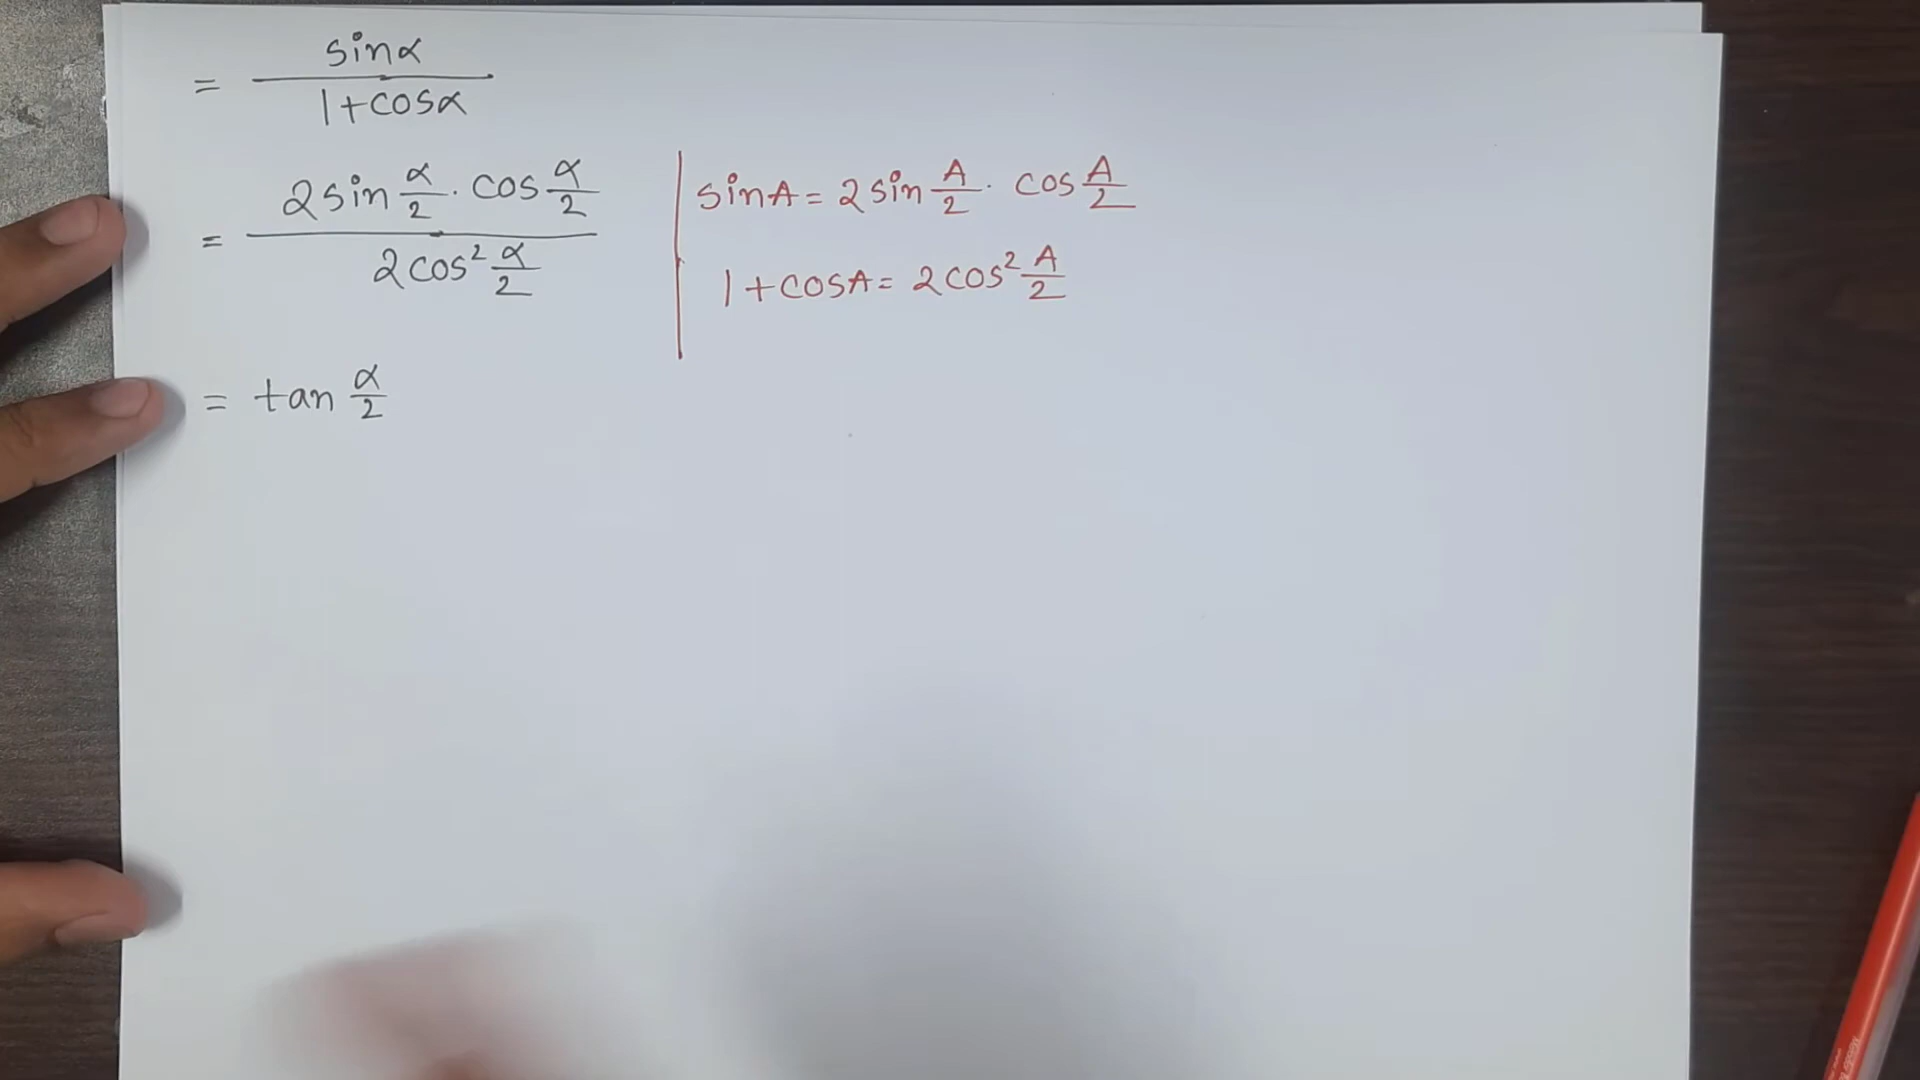 = sinα / 1+cosα
= 2sin α/2 · cos α/2 / 2cos² α/2
sinA = 2sin A/2 · cos A/2
1+cosA = 2cos² A/2
= tan α/2